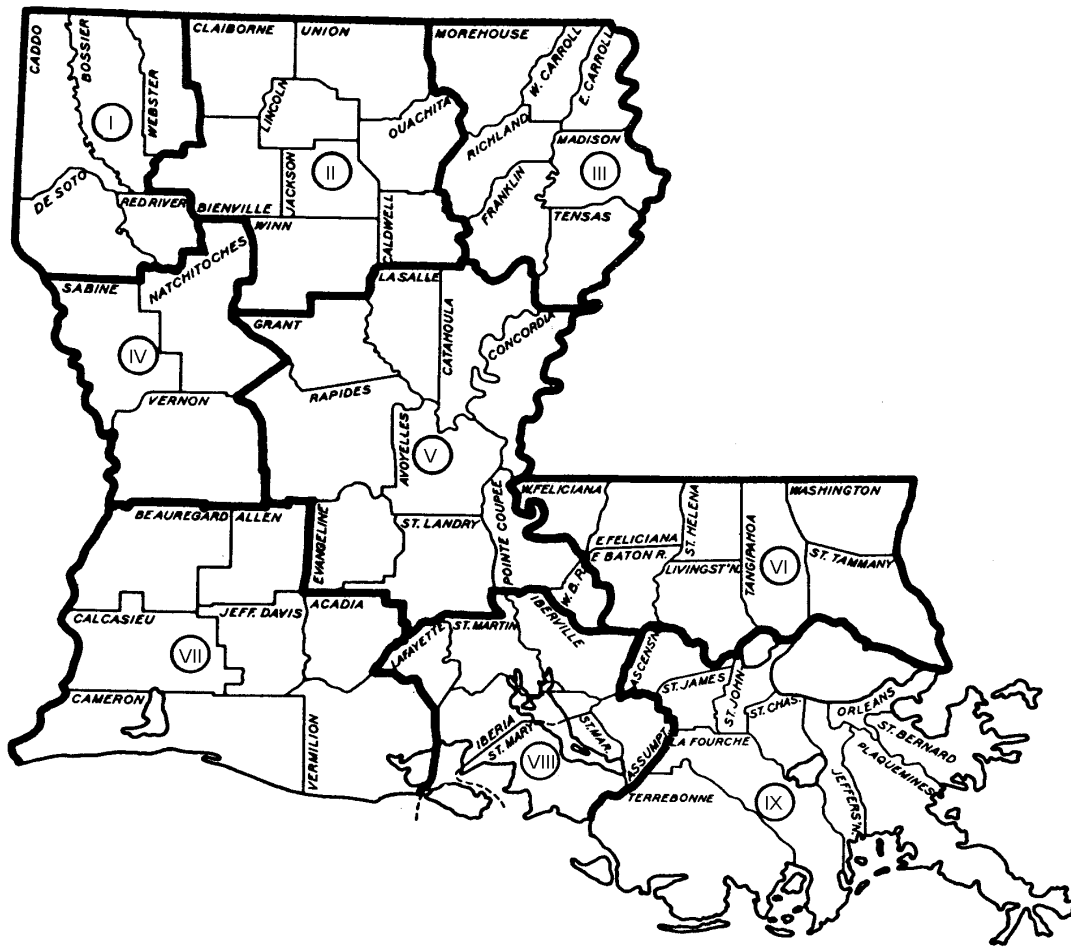 CADDO
BOSSIER
WEBSTER
CLAIBORNE
UNION
MOREHOUSE
W. CARROLL
E. CARROLL
LINCOLN
OUACHITA
RICHLAND
MADISON
I
II
III
JACKSON
FRANKLIN
DE SOTO
RED RIVER
BIENVILLE
WINN
CALDWELL
TENSAS
SABINE
NATCHITOCHES
LA SALLE
CATAHOULA
CONCORDIA
GRANT
IV
RAPIDES
VERNON
AVOYELLES
V
BEAUREGARD
ALLEN
EVANGELINE
ST. LANDRY
POINTE COUPEE
W. FELICIANA
E FELICIANA
ST. HELENA
TANGIPAHOA
WASHINGTON
E BATON R.
LIVINGST'N.
VI
ST. TAMMANY
W. B. R.
CALCASIEU
JEFF. DAVIS
ACADIA
LAFAYETTE
ST. MARTIN
IBERVILLE
VII
ASCENSN
ST. JAMES
ST. JOHN
ST. CHAS.
ORLEANS
ST. BERNARD
CAMERON
VERMILION
IBERIA
ST. MARY
ST. MAR.
ASSUMPT.
VIII
LA FOURCHE
PLAQUEMINES
JEFFERS'N.
TERREBONNE
IX